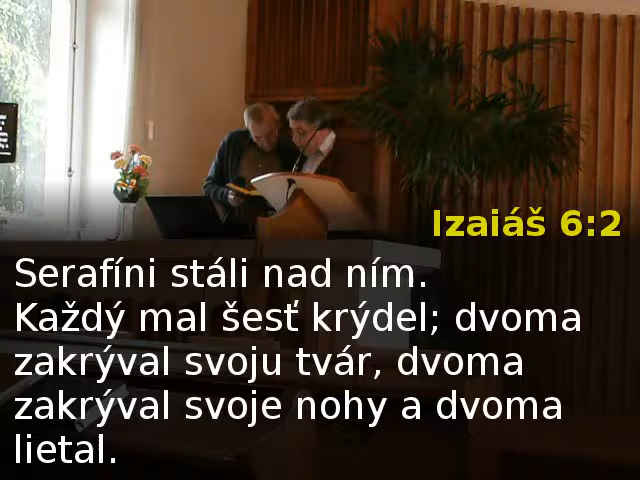 Izaiáš 6:2
Serafíni stáli nad ním.
Každý mal šesť krýdel; dvoma
zakrýval svoju tvár, dvoma
zakrýval svoje nohy a dvoma
lietal.